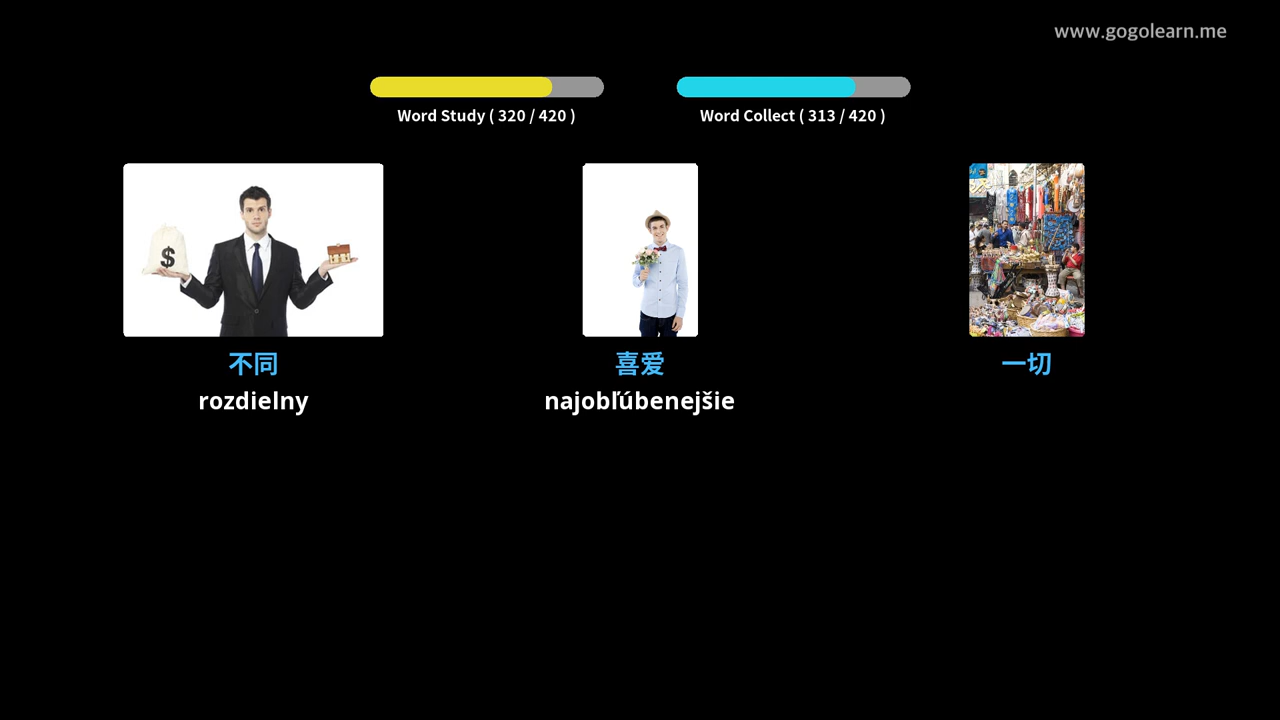 www.gogolearn.me
Word Study ( 320 / 420 )
Word Collect ( 313 / 420 )
$
不同
喜爱
一切
rozdielny
najobľúbenejšie